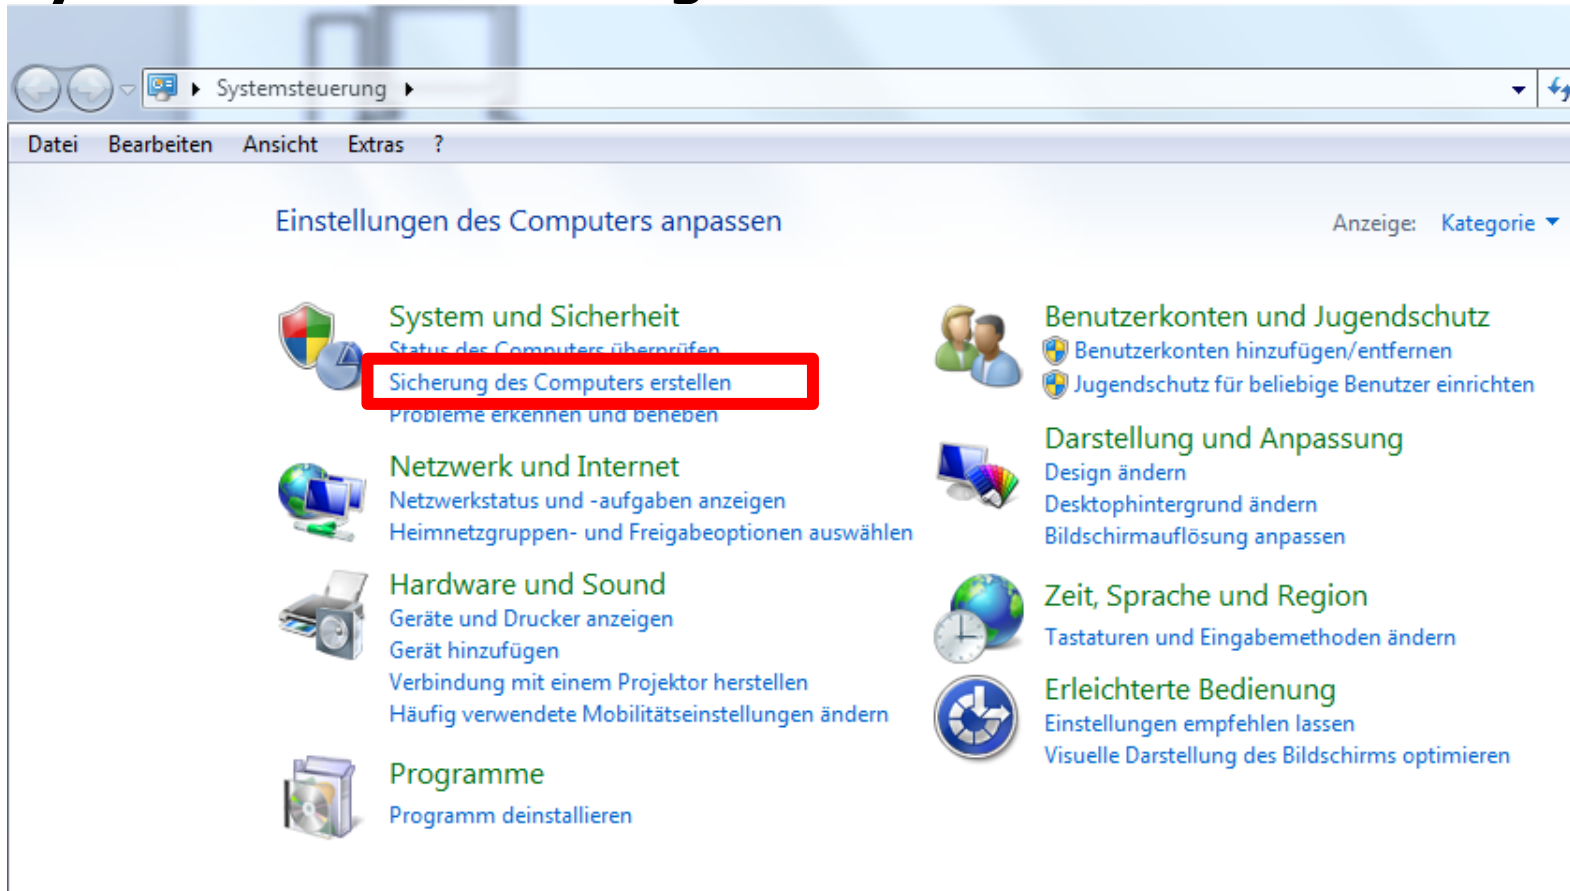 Systemsteuerung
Datei Bearbeiten Ansicht Extras ?
Einstellungen des Computers anpassen
Anzeige: Kategorie
System und Sicherheit
Status des Computers überprüfen
Sicherung des Computers erstellen
Probleme erkennen und beheben
Netzwerk und Internet
Netzwerkstatus und -aufgaben anzeigen
Heimnetzgruppen- und Freigabeoptionen auswählen
Hardware und Sound
Geräte und Drucker anzeigen
Gerät hinzufügen
Verbindung mit einem Projektor herstellen
Häufig verwendete Mobilitätseinstellungen ändern
Programme
Programm deinstallieren
Benutzerkonten und Jugendschutz
Benutzerkonten hinzufügen/entfernen
Jugendschutz für beliebige Benutzer einrichten
Darstellung und Anpassung
Design ändern
Desktophintergrund ändern
Bildschirmauflösung anpassen
Zeit, Sprache und Region
Tastaturen und Eingabemethoden ändern
Erleichterte Bedienung
Einstellungen empfehlen lassen
Visuelle Darstellung des Bildschirms optimieren